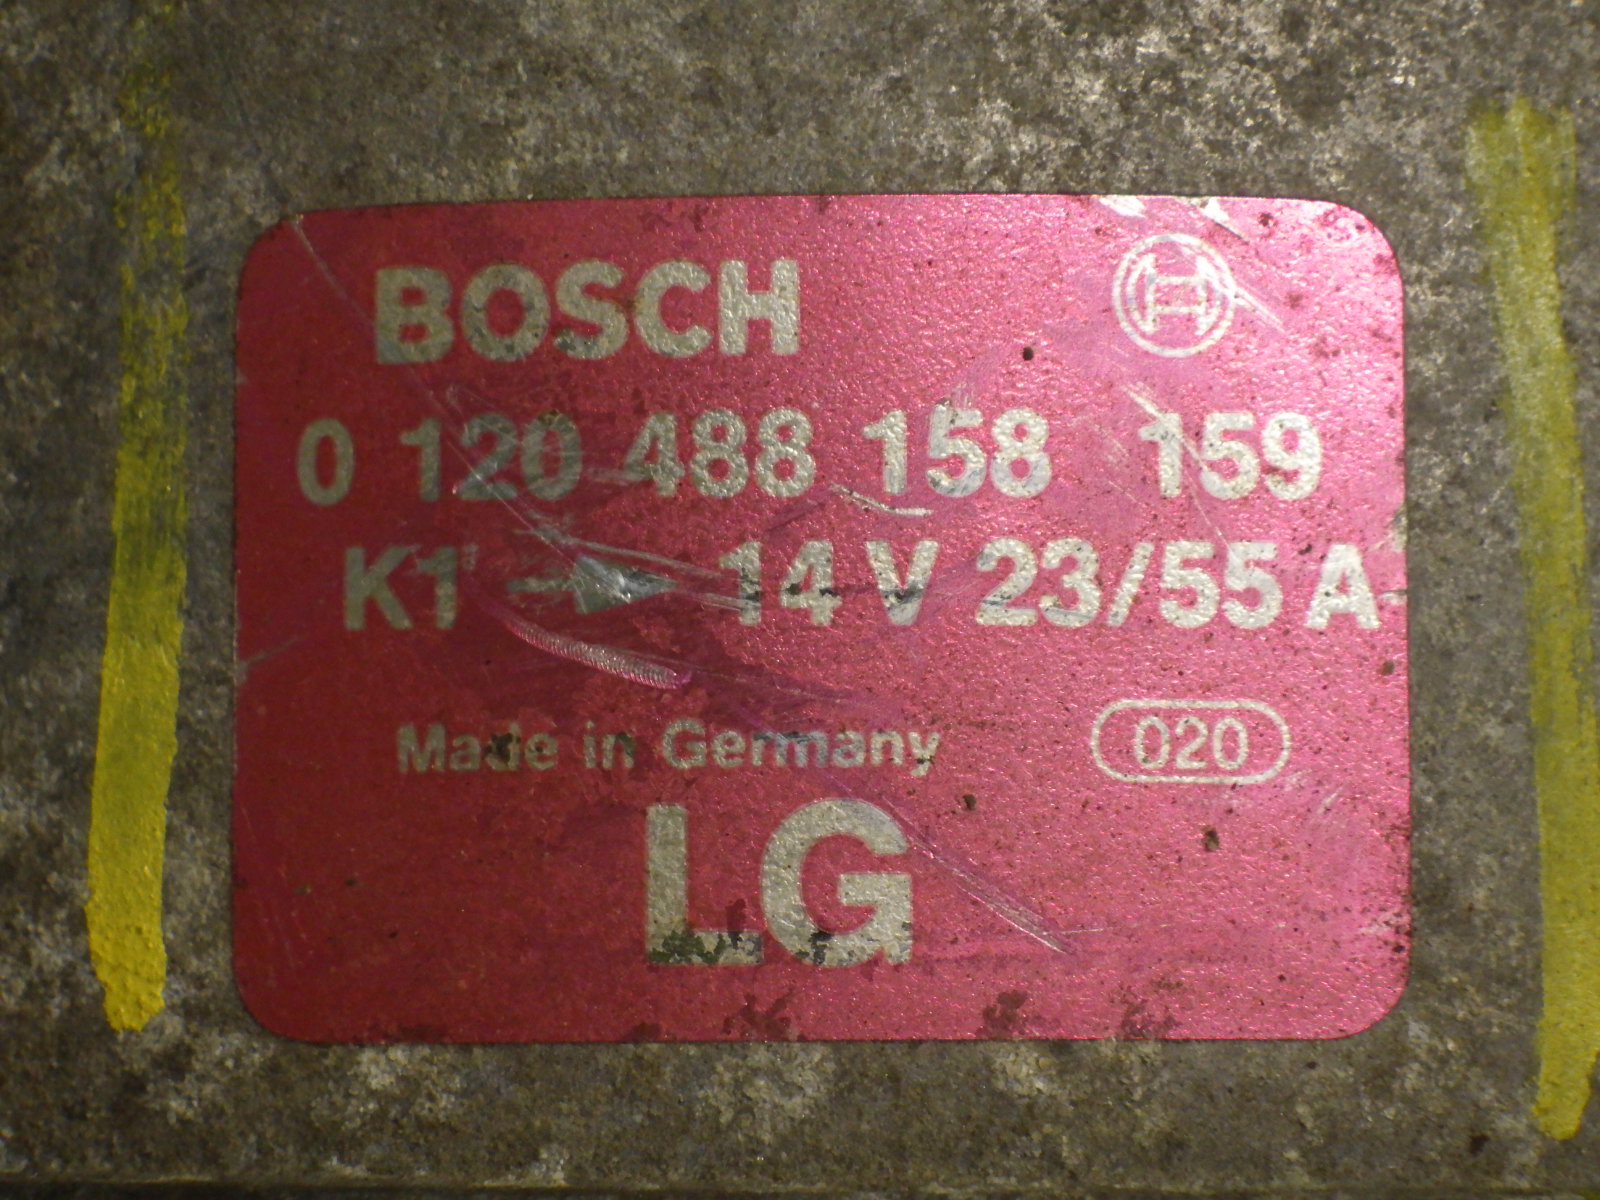 BOSCH
0 120 488 158 159
K1 → 14 V 23/55 A
Made in Germany 020
LG